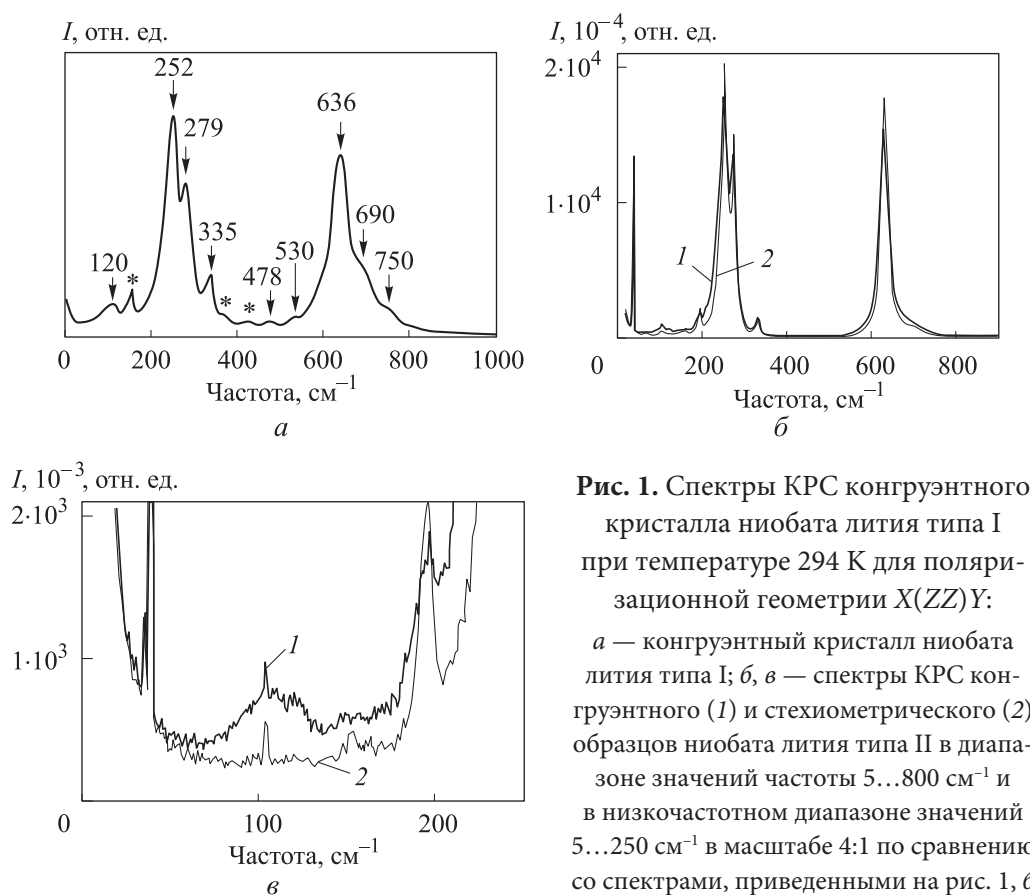 I, отн. ед.
252
279
636
335
690
120
*
*
*
478
530
750
0 200 400 600 800 1000
Частота, см⁻¹
а
I, 10⁻⁴, отн. ед.
2·10⁴
1·10⁴
1
2
0 200 400 600 800
Частота, см⁻¹
б
I, 10⁻³, отн. ед.
2·10³
1·10³
1
2
0 100 200
Частота, см⁻¹
в
Рис. 1. Спектры КРС конгруэнтного
кристалла ниобата лития типа I
при температуре 294 K для поляри-
зационной геометрии X(ZZ)Y:
а — конгруэнтный кристалл ниобата
лития типа I; б, в — спектры КРС кон-
груэнтного (1) и стехиометрического (2)
образцов ниобата лития типа II в диапа-
зоне значений частоты 5…800 см⁻¹ и
в низкочастотном диапазоне значений
5…250 см⁻¹ в масштабе 4:1 по сравнению
со спектрами, приведенными на рис. 1, б